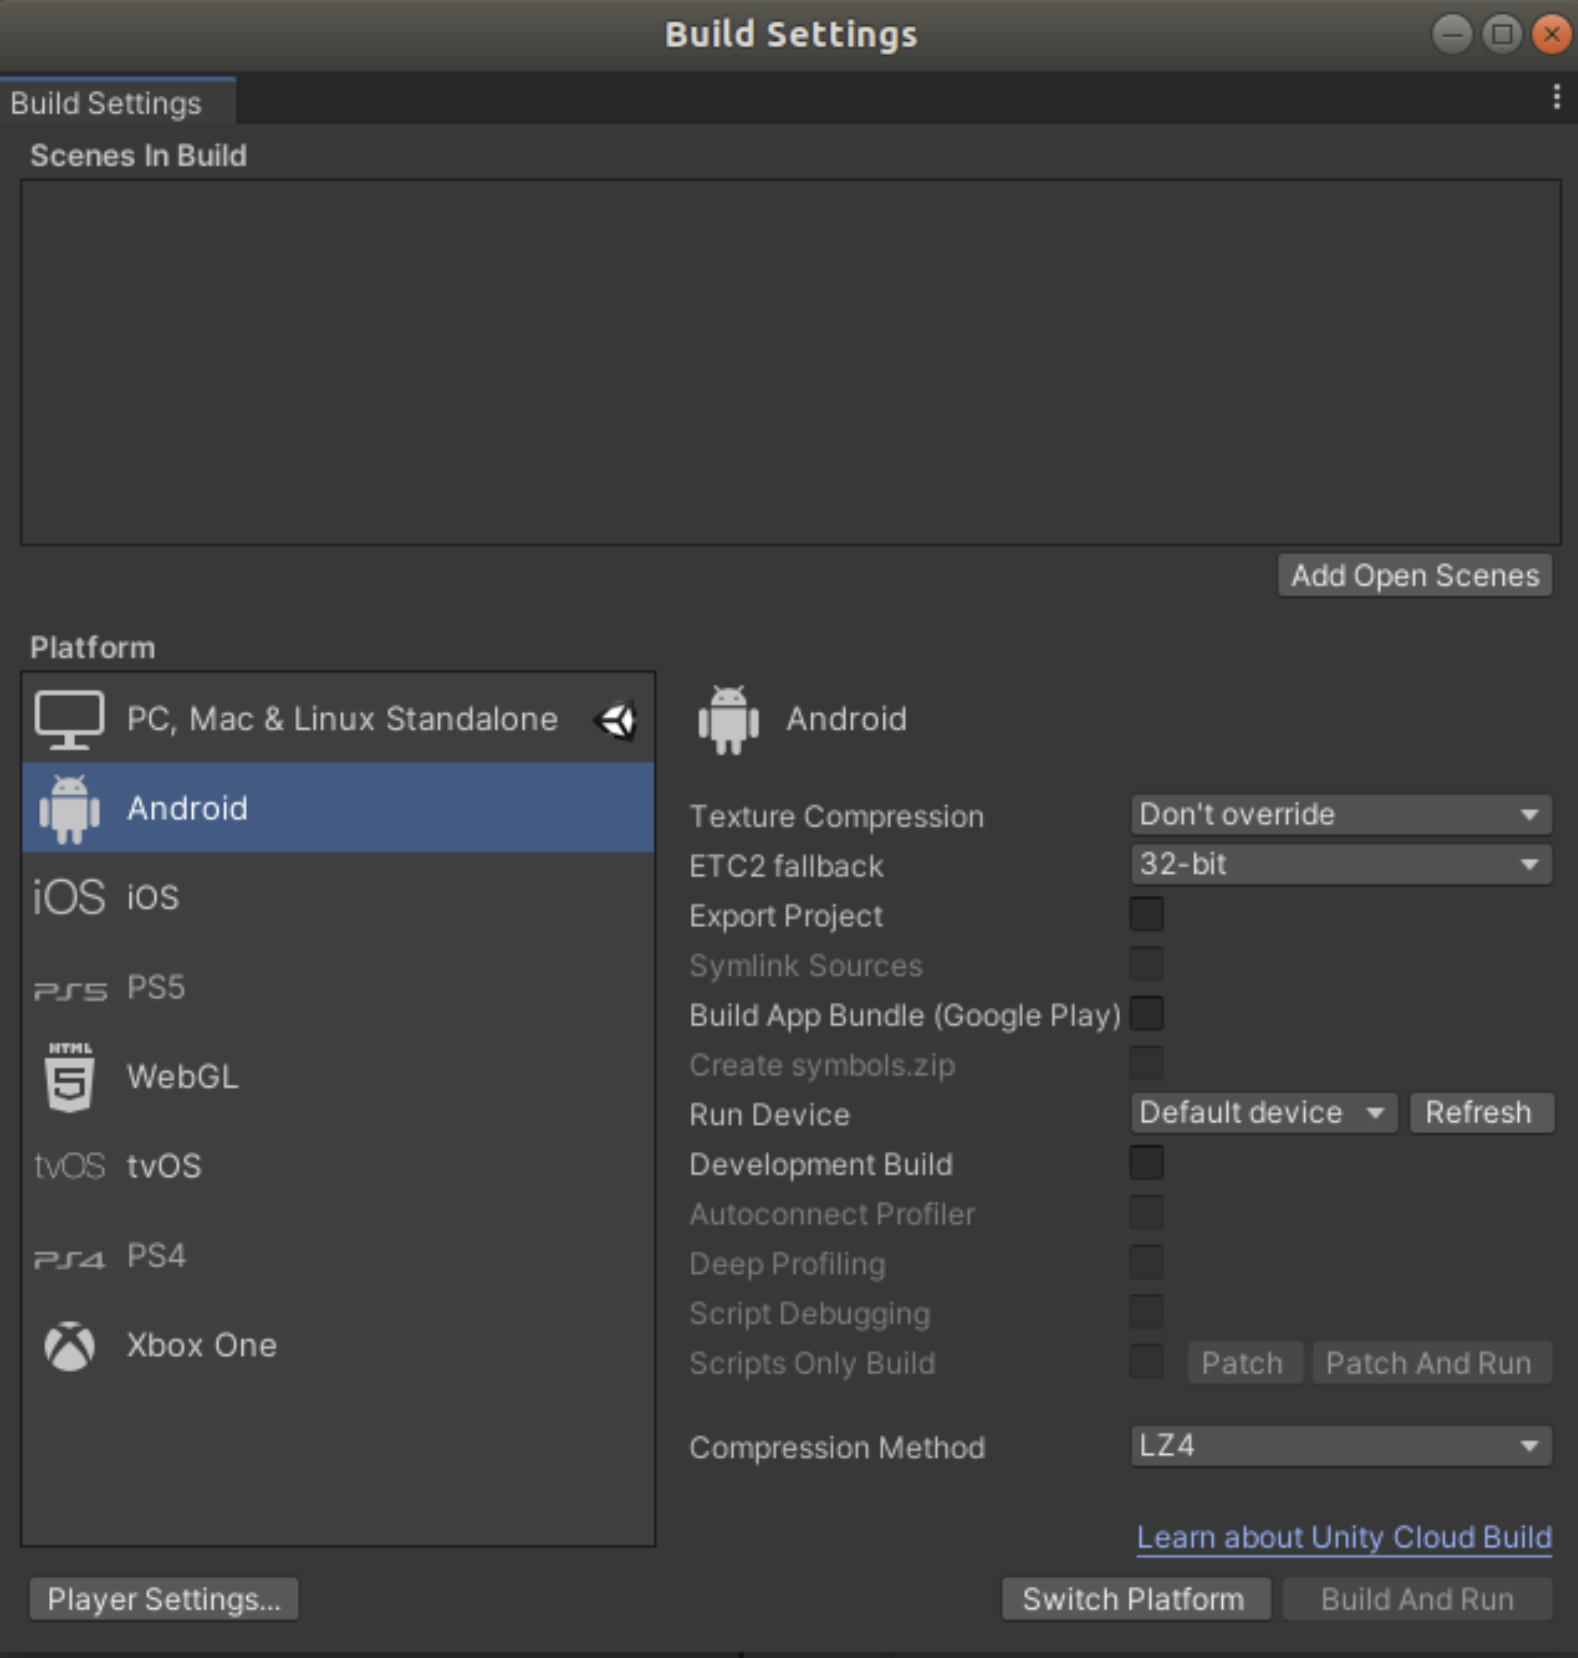 Build Settings
Build Settings
Scenes In Build
Add Open Scenes
Platform
PC, Mac & Linux Standalone
Android
iOS iOS
PS5 PS5
HTML
5 WebGL
tvOS tvOS
PS4 PS4
Xbox One
Android
Texture Compression Don't override
ETC2 fallback 32-bit
Export Project
Symlink Sources
Build App Bundle (Google Play)
Create symbols.zip
Run Device Default device Refresh
Development Build
Autoconnect Profiler
Deep Profiling
Script Debugging
Scripts Only Build Patch Patch And Run
Compression Method LZ4
Learn about Unity Cloud Build
Player Settings... Switch Platform Build And Run